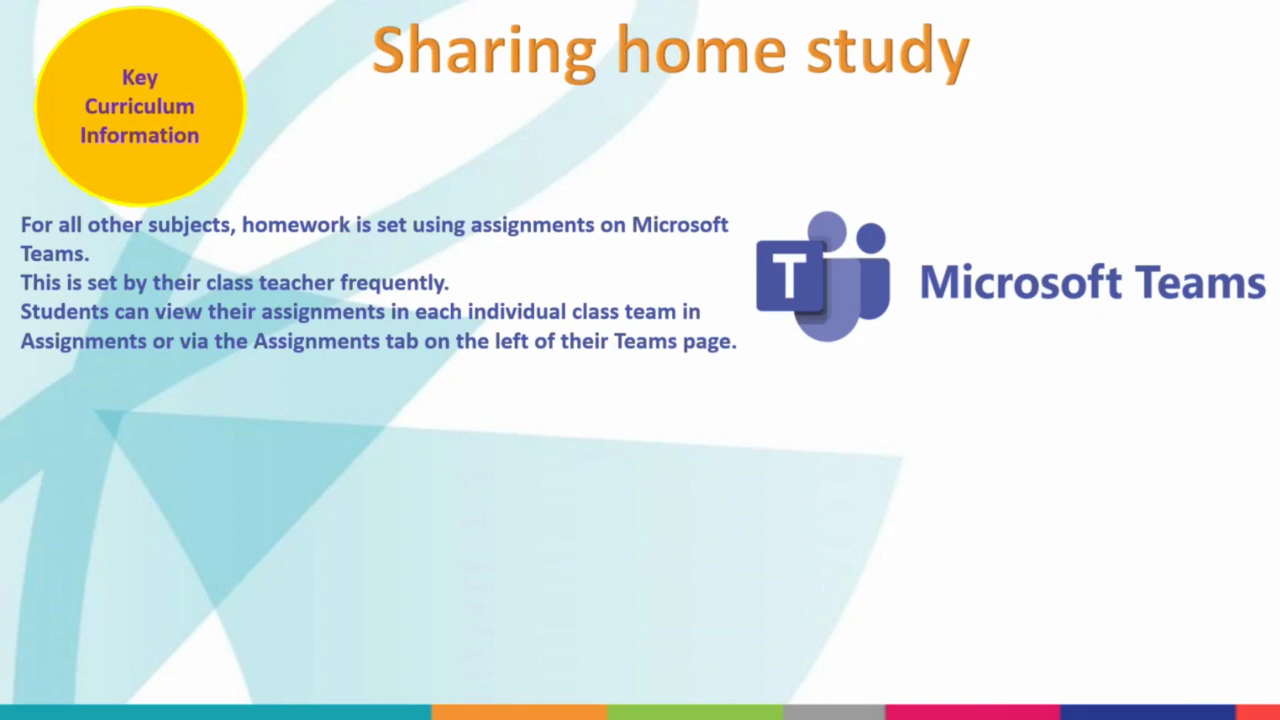 Sharing home study
Key
Curriculum
Information
For all other subjects, homework is set using assignments on Microsoft
Teams.
This is set by their class teacher frequently.
Students can view their assignments in each individual class team in
Assignments or via the Assignments tab on the left of their Teams page.
T
Microsoft Teams